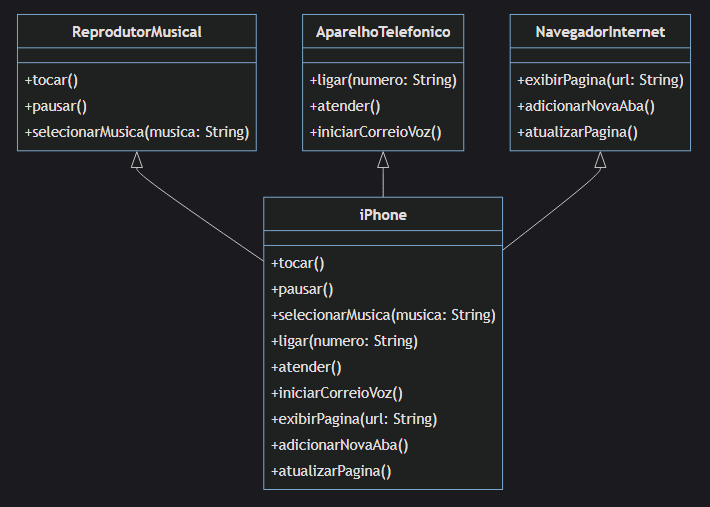 ReprodutorMusical
+tocar()
+pausar()
+selecionarMusica(musica: String)
AparelhoTelefonico
+ligar(numero: String)
+atender()
+iniciarCorreioVoz()
NavegadorInternet
+exibirPagina(url: String)
+adicionarNovaAba()
+atualizarPagina()
iPhone
+tocar()
+pausar()
+selecionarMusica(musica: String)
+ligar(numero: String)
+atender()
+iniciarCorreioVoz()
+exibirPagina(url: String)
+adicionarNovaAba()
+atualizarPagina()